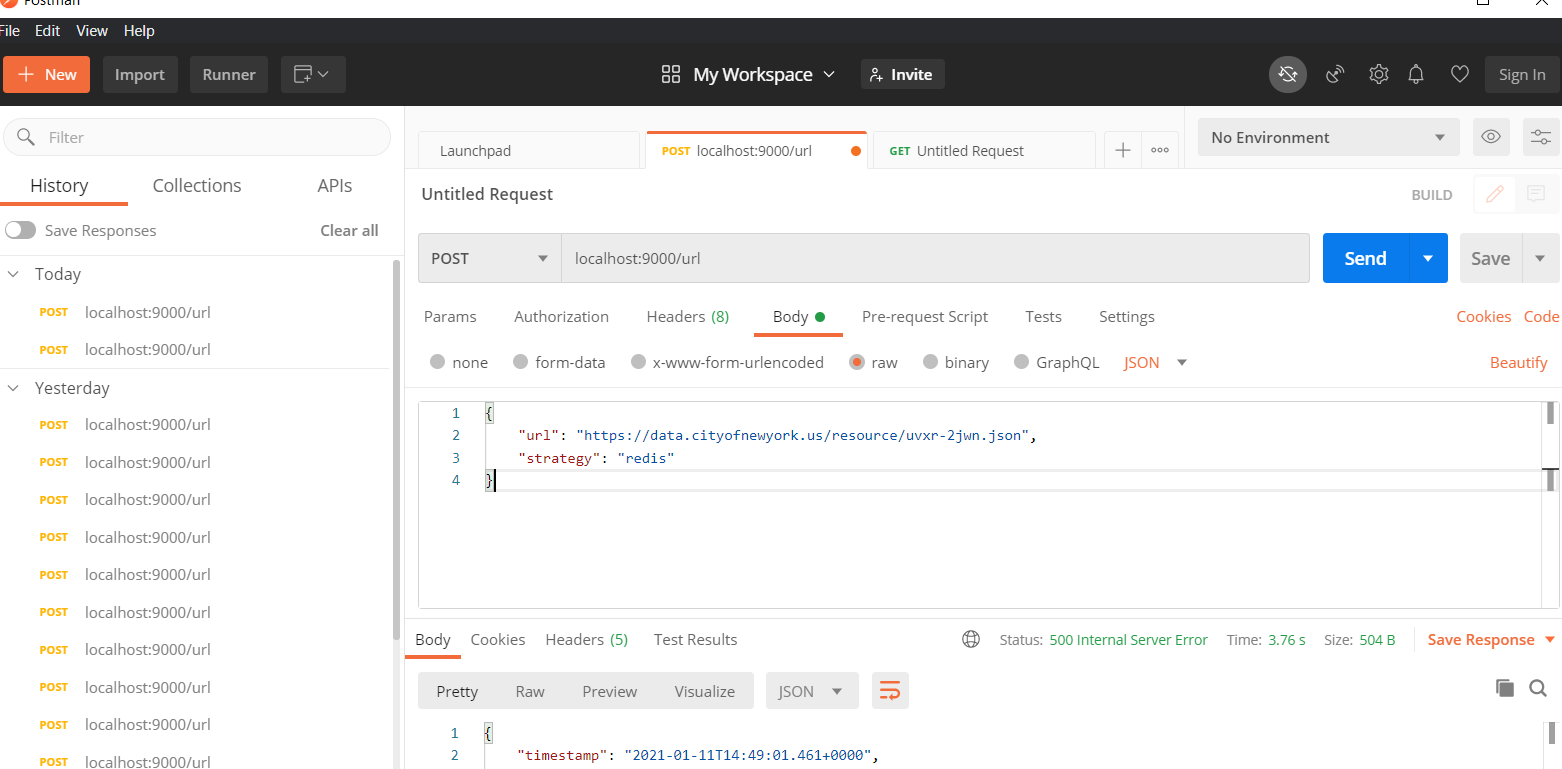 Postman
File Edit View Help
New Import Runner My Workspace Invite Sign In
Filter
History Collections APIs
Save Responses Clear all
Today
POST localhost:9000/url
POST localhost:9000/url
Yesterday
POST localhost:9000/url
POST localhost:9000/url
POST localhost:9000/url
POST localhost:9000/url
POST localhost:9000/url
POST localhost:9000/url
POST localhost:9000/url
POST localhost:9000/url
POST localhost:9000/url
POST localhost:9000/url
Launchpad POST localhost:9000/url GET Untitled Request No Environment
Untitled Request BUILD
POST localhost:9000/url Send Save
Params Authorization Headers (8) Body Pre-request Script Tests Settings Cookies Code
none form-data x-www-form-urlencoded raw binary GraphQL JSON Beautify
1 {
2 "url": "https://data.cityofnewyork.us/resource/uvxr-2jwn.json",
3 "strategy": "redis"
4 }
Body Cookies Headers (5) Test Results Status: 500 Internal Server Error Time: 3.76 s Size: 504 B Save Response
Pretty Raw Preview Visualize JSON
1 {
2 "timestamp": "2021-01-11T14:49:01.461+0000",